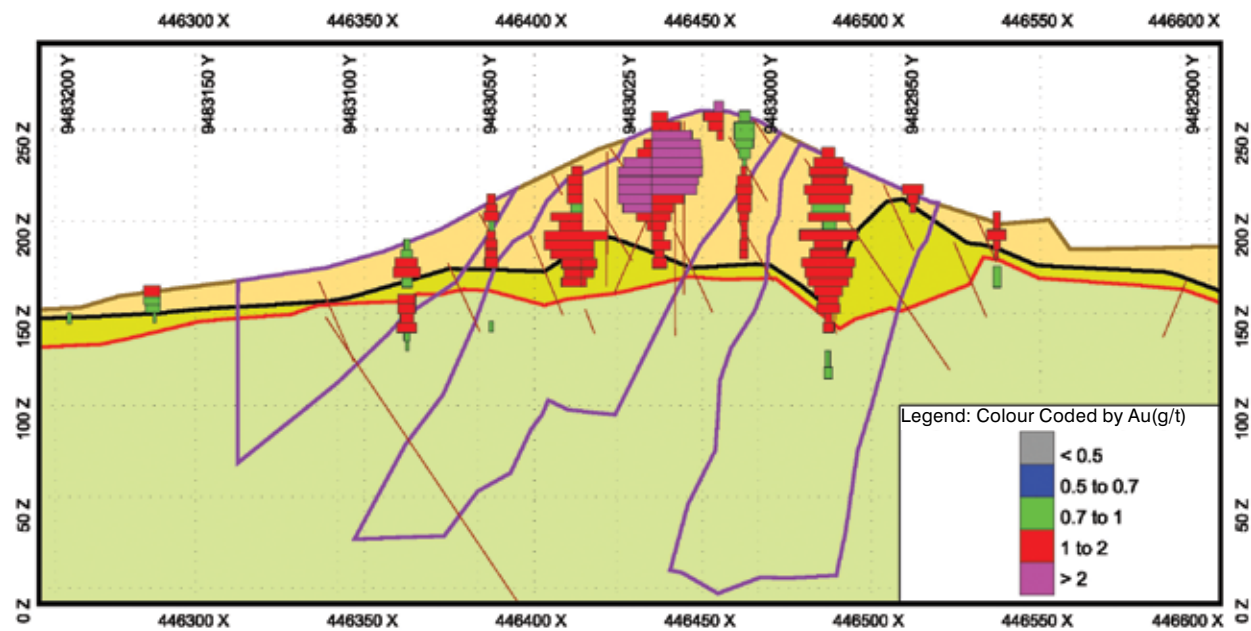 446300 X 446350 X 446400 X 446450 X 446500 X 446550 X 446600 X
9483200 Y 9483150 Y 9483100 Y 9483050 Y 9483025 Y 9483000 Y 9482950 Y 9482900 Y
250 Z 250 Z
200 Z 200 Z
150 Z 150 Z
100 Z 100 Z
50 Z 50 Z
0 Z 0 Z
Legend: Colour Coded by Au(g/t)
< 0.5
0.5 to 0.7
0.7 to 1
1 to 2
> 2
446300 X 446350 X 446400 X 446450 X 446500 X 446550 X 446600 X